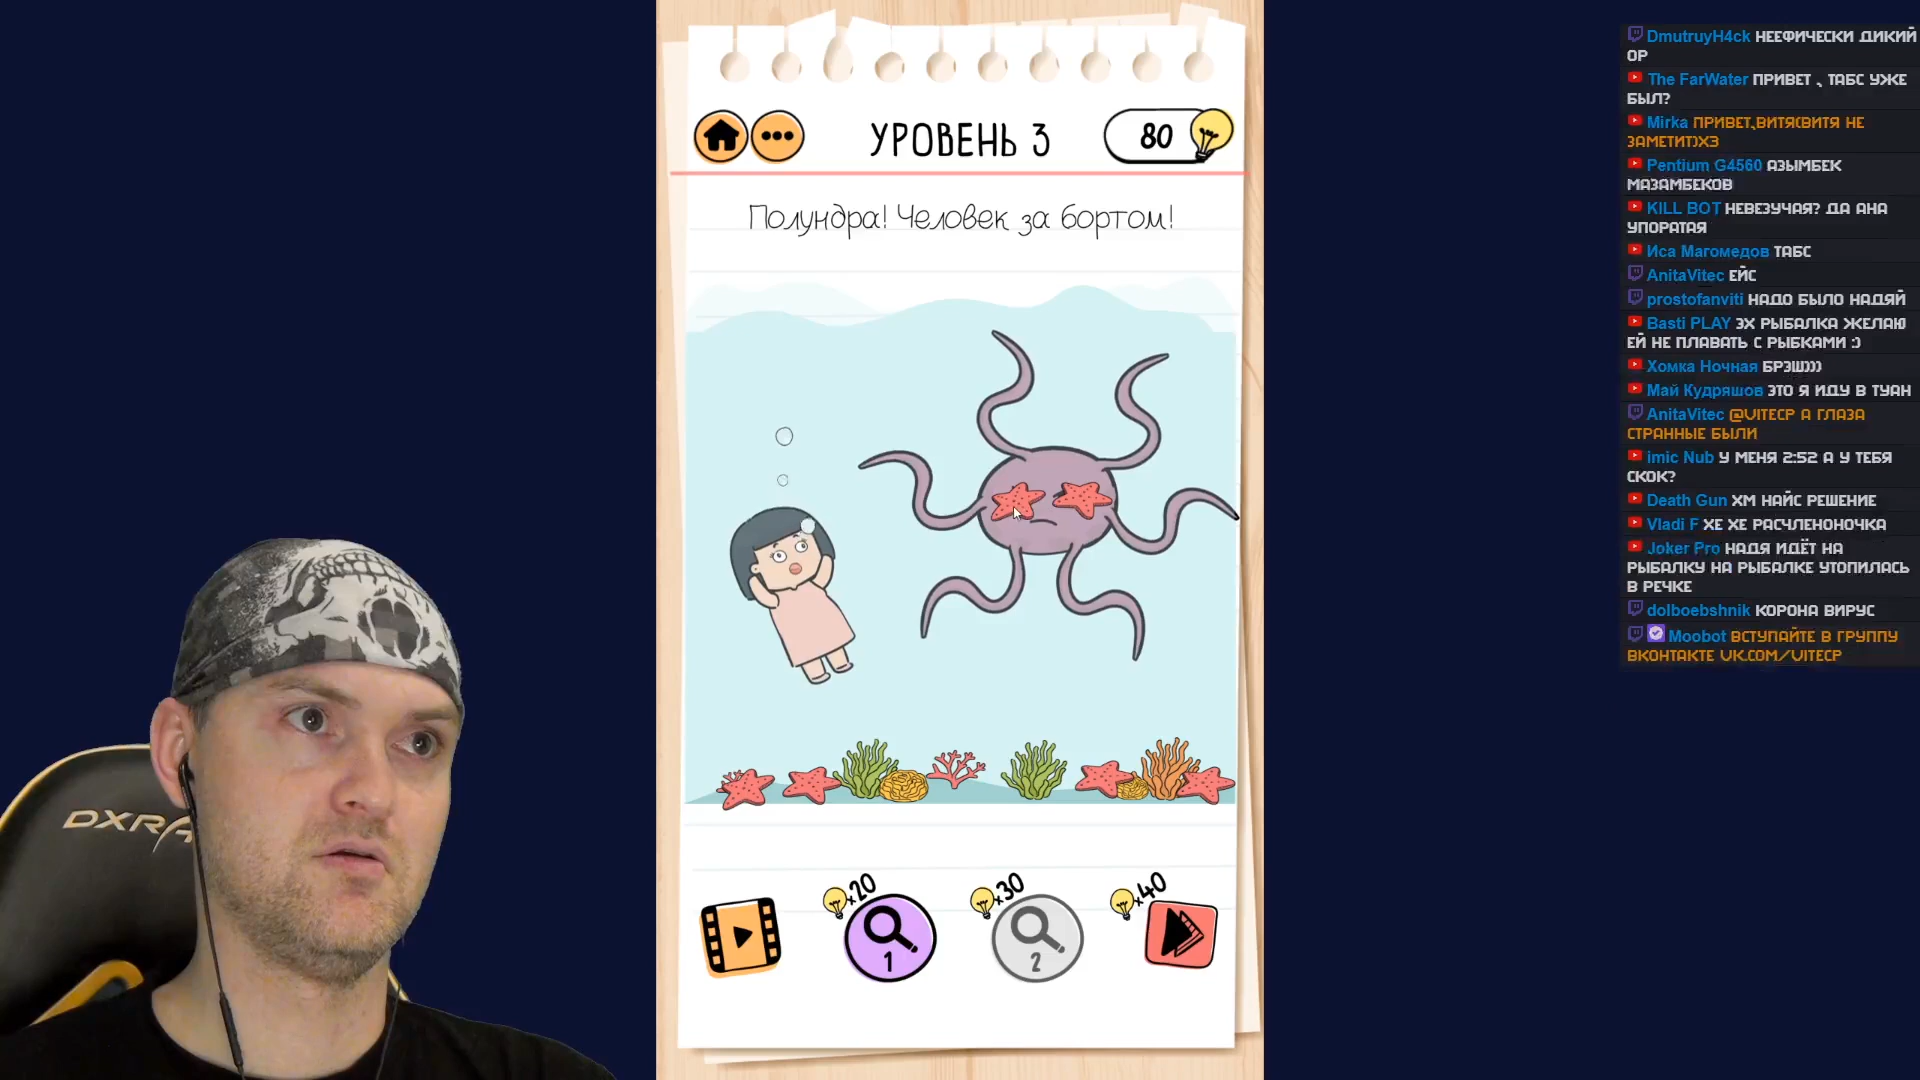 УРОВЕНЬ 3
80
Полундра! Человек за бортом!
x20
1
x30
2
x40
DXRA
DmutruyH4ck НЕЕФИЧЕСКИ ДИКИЙ
ОР
The FarWater ПРИВЕТ , ТАБС УЖЕ
БЫЛ?
Mirka ПРИВЕТ,ВИТЯ(ВИТЯ НЕ
ЗАМЕТИТ)ХЗ
Pentium G4560 АЗЫМБЕК
МАЗАМБЕКОВ
KILL BOT НЕВЕЗУЧАЯ? ДА АНА
УПОРАТАЯ
Иса Магомедов ТАБС
AnitaVitec ЕЙС
prostofanviti НАДО БЫЛО НАДЯЙ
Basti PLAY ЭХ РЫБАЛКА ЖЕЛАЮ
ЕЙ НЕ ПЛАВАТЬ С РЫБКАМИ :)
Хомка Ночная БРЭШ)))
Май Кудряшов ЭТО Я ИДУ В ТУАН
AnitaVitec @VITECP А ГЛАЗА
СТРАННЫЕ БЫЛИ
imic Nub У МЕНЯ 2:52 А У ТЕБЯ
СКОК?
Death Gun ХМ НАЙС РЕШЕНИЕ
Vladi F ХЕ ХЕ РАСЧЛЕНОНОЧКА
Joker Pro НАДЯ ИДЁТ НА
РЫБАЛКУ НА РЫБАЛКЕ УТОПИЛАСЬ
В РЕЧКЕ
dolboebshnik КОРОНА ВИРУС
Moobot ВСТУПАЙТЕ В ГРУППУ
ВКОНТАКТЕ VK.COM/VITECP